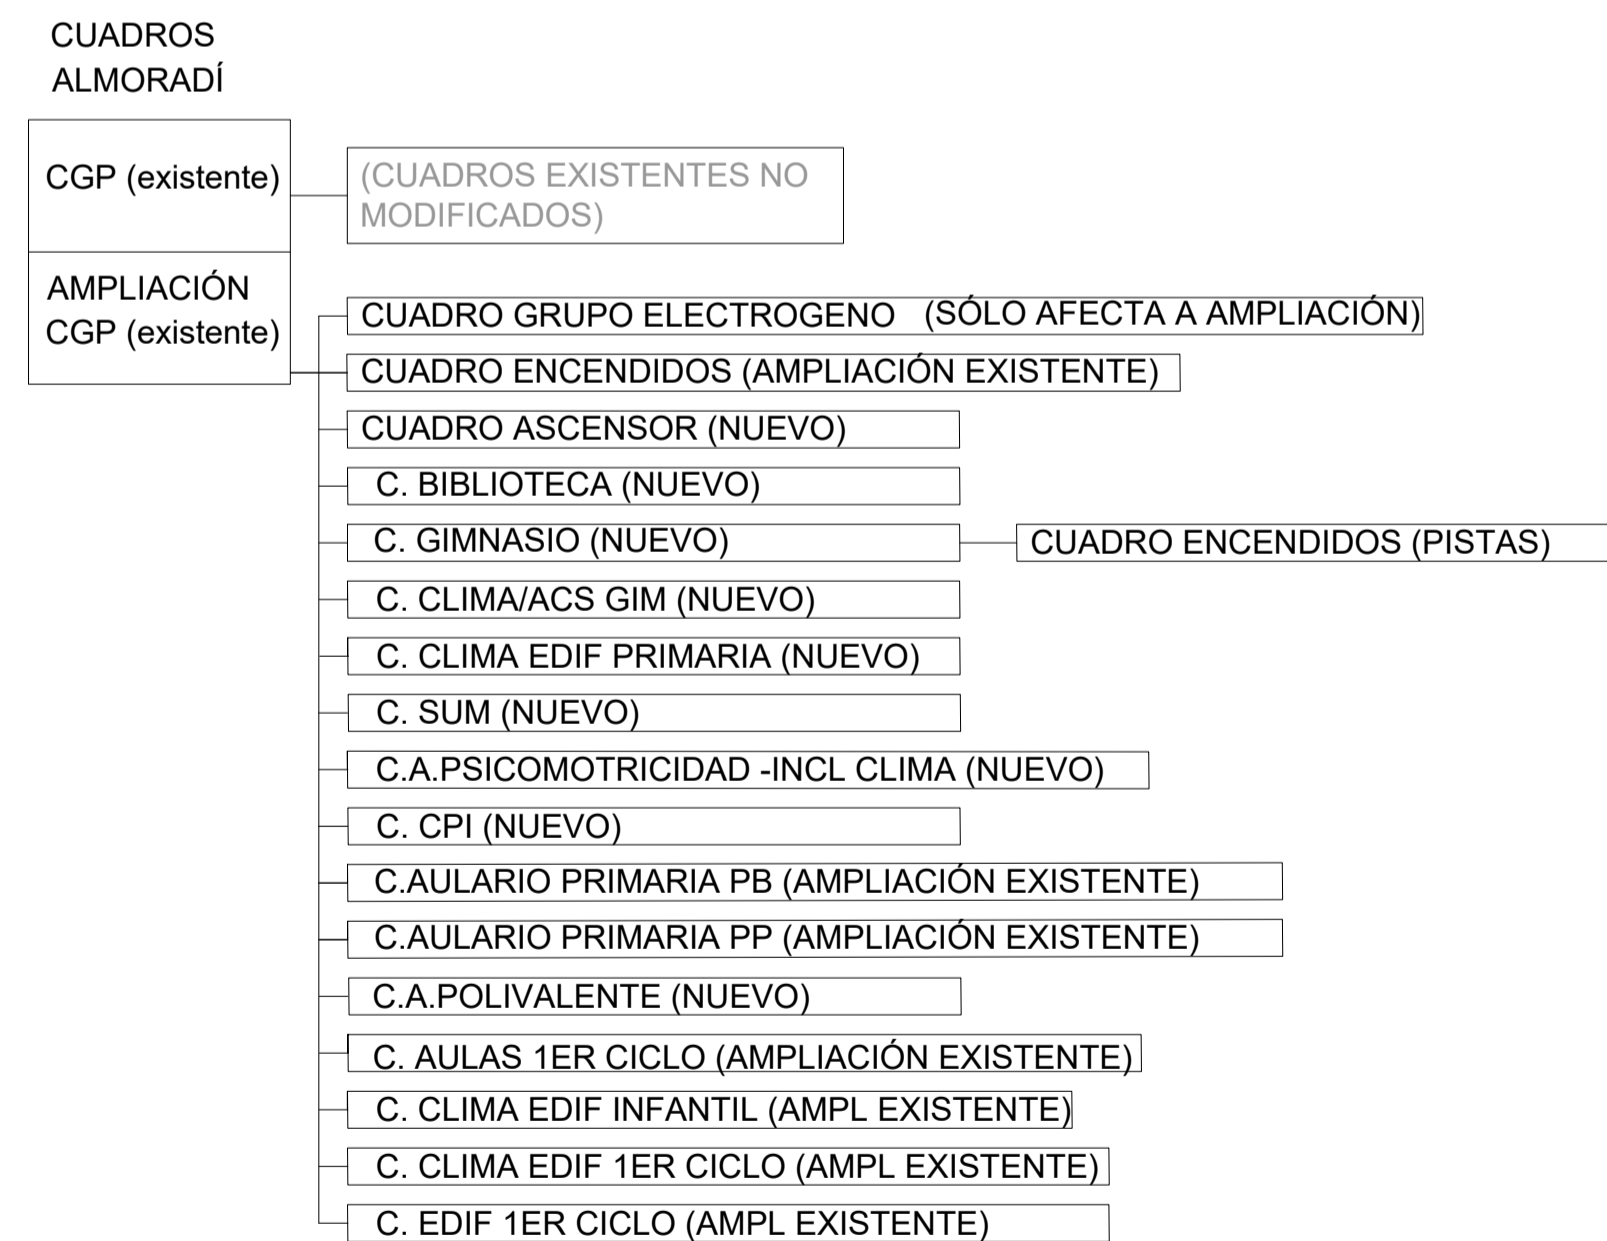 CUADROS
ALMORADÍ
CGP (existente)
(CUADROS EXISTENTES NO
MODIFICADOS)
AMPLIACIÓN
CGP (existente)
CUADRO GRUPO ELECTROGENO (SÓLO AFECTA A AMPLIACIÓN)
CUADRO ENCENDIDOS (AMPLIACIÓN EXISTENTE)
CUADRO ASCENSOR (NUEVO)
C. BIBLIOTECA (NUEVO)
C. GIMNASIO (NUEVO)
CUADRO ENCENDIDOS (PISTAS)
C. CLIMA/ACS GIM (NUEVO)
C. CLIMA EDIF PRIMARIA (NUEVO)
C. SUM (NUEVO)
C.A.PSICOMOTRICIDAD -INCL CLIMA (NUEVO)
C. CPI (NUEVO)
C.AULARIO PRIMARIA PB (AMPLIACIÓN EXISTENTE)
C.AULARIO PRIMARIA PP (AMPLIACIÓN EXISTENTE)
C.A.POLIVALENTE (NUEVO)
C. AULAS 1ER CICLO (AMPLIACIÓN EXISTENTE)
C. CLIMA EDIF INFANTIL (AMPL EXISTENTE)
C. CLIMA EDIF 1ER CICLO (AMPL EXISTENTE)
C. EDIF 1ER CICLO (AMPL EXISTENTE)